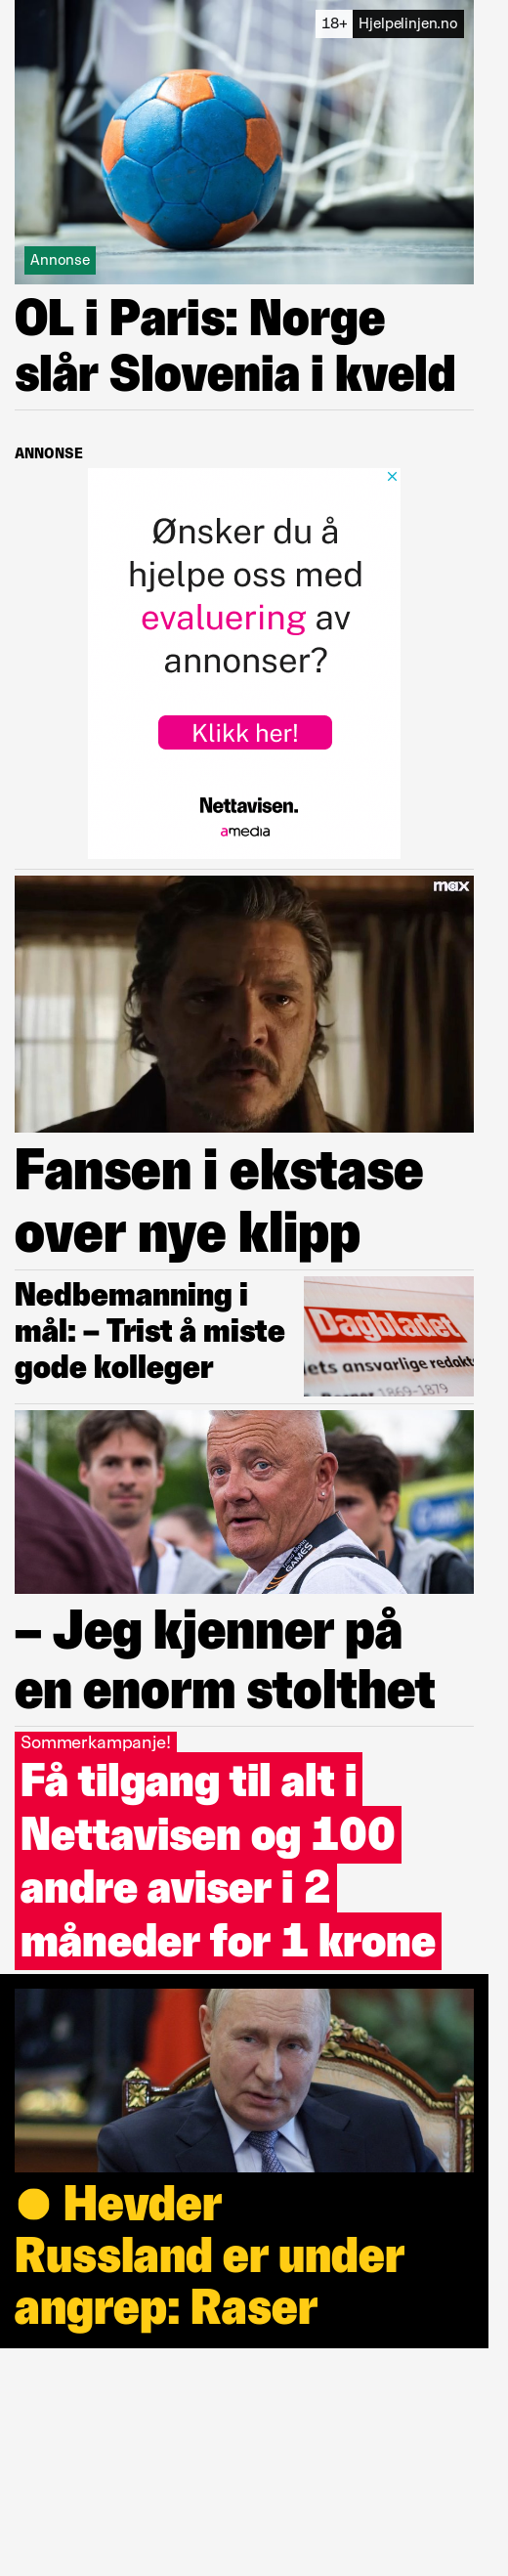 18+ Hjelpelinjen.no
Annonse
OL i Paris: Norge
slår Slovenia i kveld
ANNONSE
Ønsker du å
hjelpe oss med
evaluering av
annonser?
Klikk her!
Nettavisen.
amedia
max
Fansen i ekstase
over nye klipp
Nedbemanning i
mål: – Trist å miste
gode kolleger
Dagbladet
ets ansvarlige redakt
1869–1879
GAMES
– Jeg kjenner på
en enorm stolthet
Sommerkampanje!
Få tilgang til alt i
Nettavisen og 100
andre aviser i 2
måneder for 1 krone
● Hevder
Russland er under
angrep: Raser